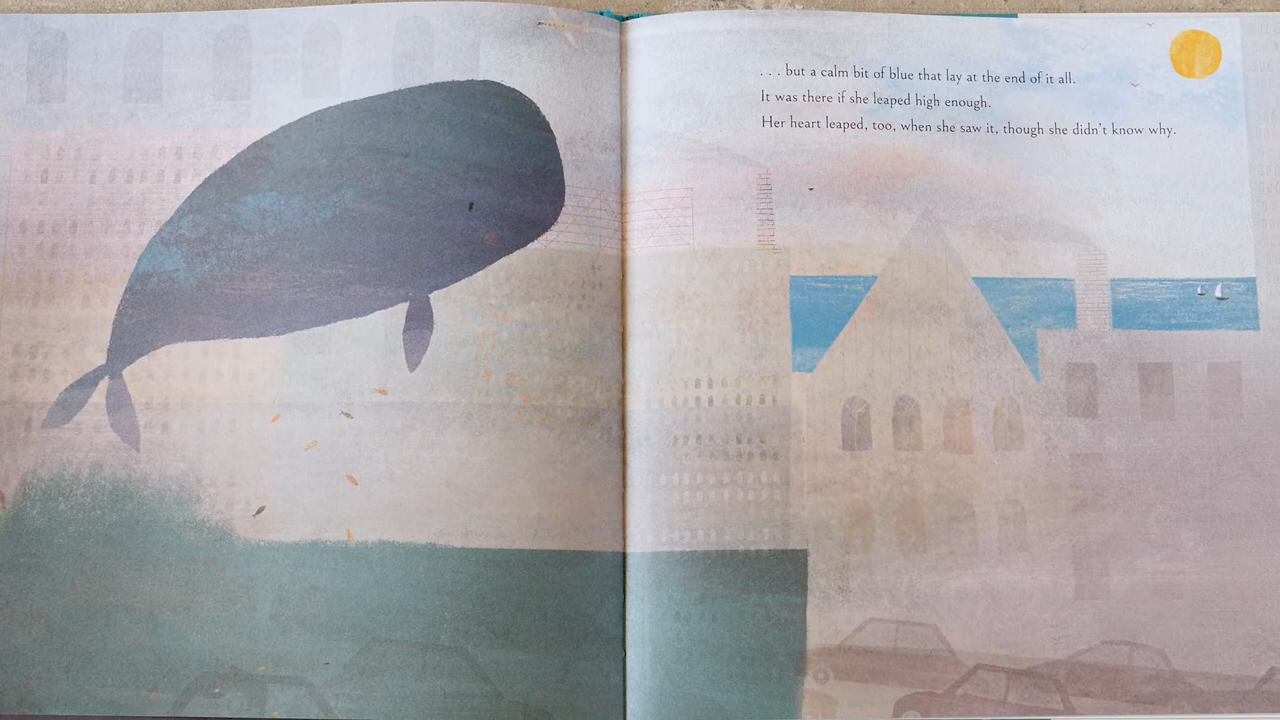 . . . but a calm bit of blue that lay at the end of it all.
It was there if she leaped high enough.
Her heart leaped, too, when she saw it, though she didn't know why.